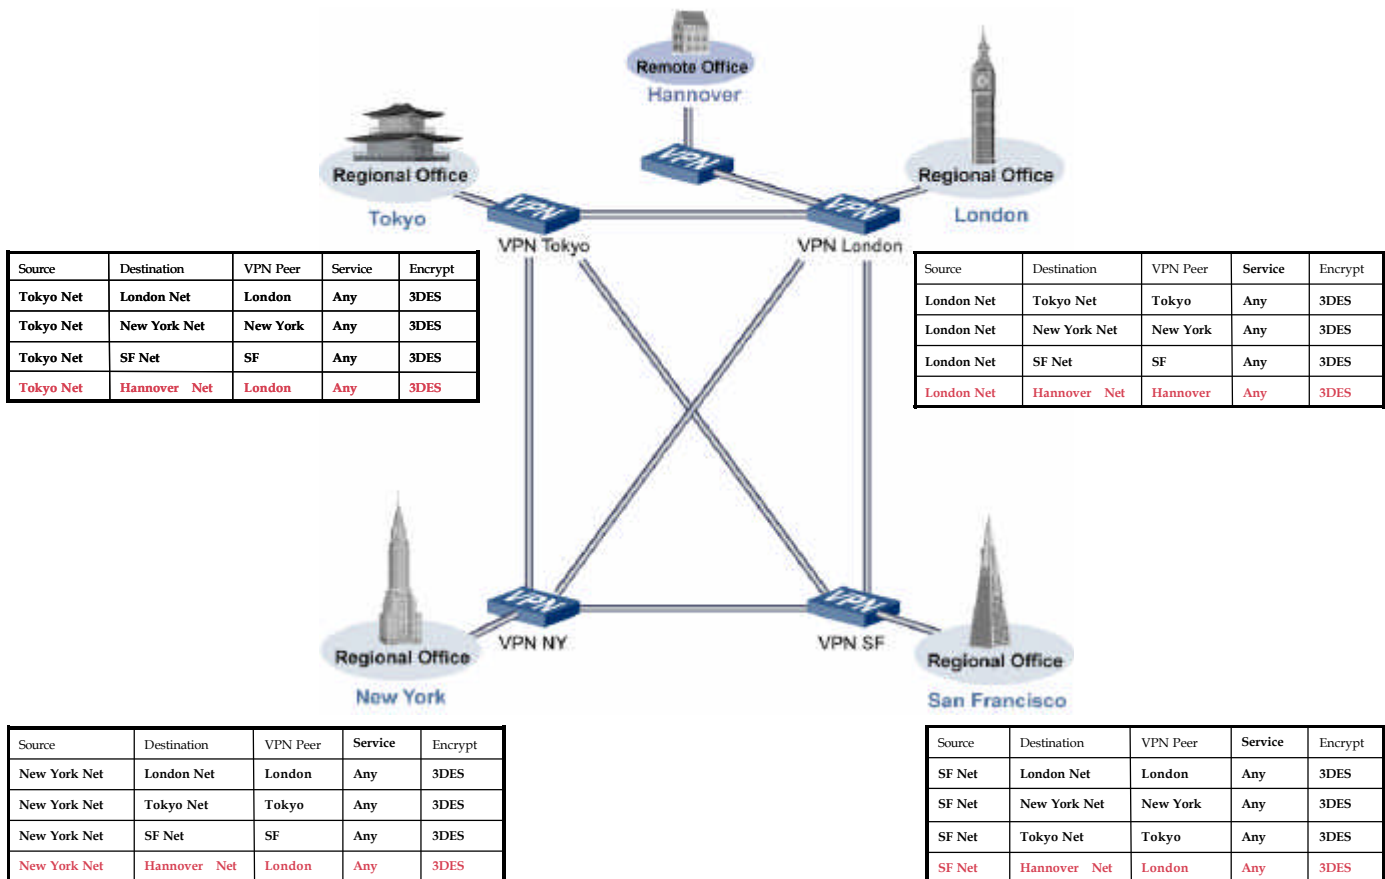 Remote Office
Hannover
VPN
Regional Office
Tokyo
VPN
VPN Tokyo
VPN
VPN London
Regional Office
London
Source Destination VPN Peer Service Encrypt
Tokyo Net London Net London Any 3DES
Tokyo Net New York Net New York Any 3DES
Tokyo Net SF Net SF Any 3DES
Tokyo Net Hannover Net London Any 3DES
Source Destination VPN Peer Service Encrypt
London Net Tokyo Net Tokyo Any 3DES
London Net New York Net New York Any 3DES
London Net SF Net SF Any 3DES
London Net Hannover Net Hannover Any 3DES
VPN
VPN NY
Regional Office
New York
VPN
VPN SF
Regional Office
San Francisco
Source Destination VPN Peer Service Encrypt
New York Net London Net London Any 3DES
New York Net Tokyo Net Tokyo Any 3DES
New York Net SF Net SF Any 3DES
New York Net Hannover Net London Any 3DES
Source Destination VPN Peer Service Encrypt
SF Net London Net London Any 3DES
SF Net New York Net New York Any 3DES
SF Net Tokyo Net Tokyo Any 3DES
SF Net Hannover Net London Any 3DES